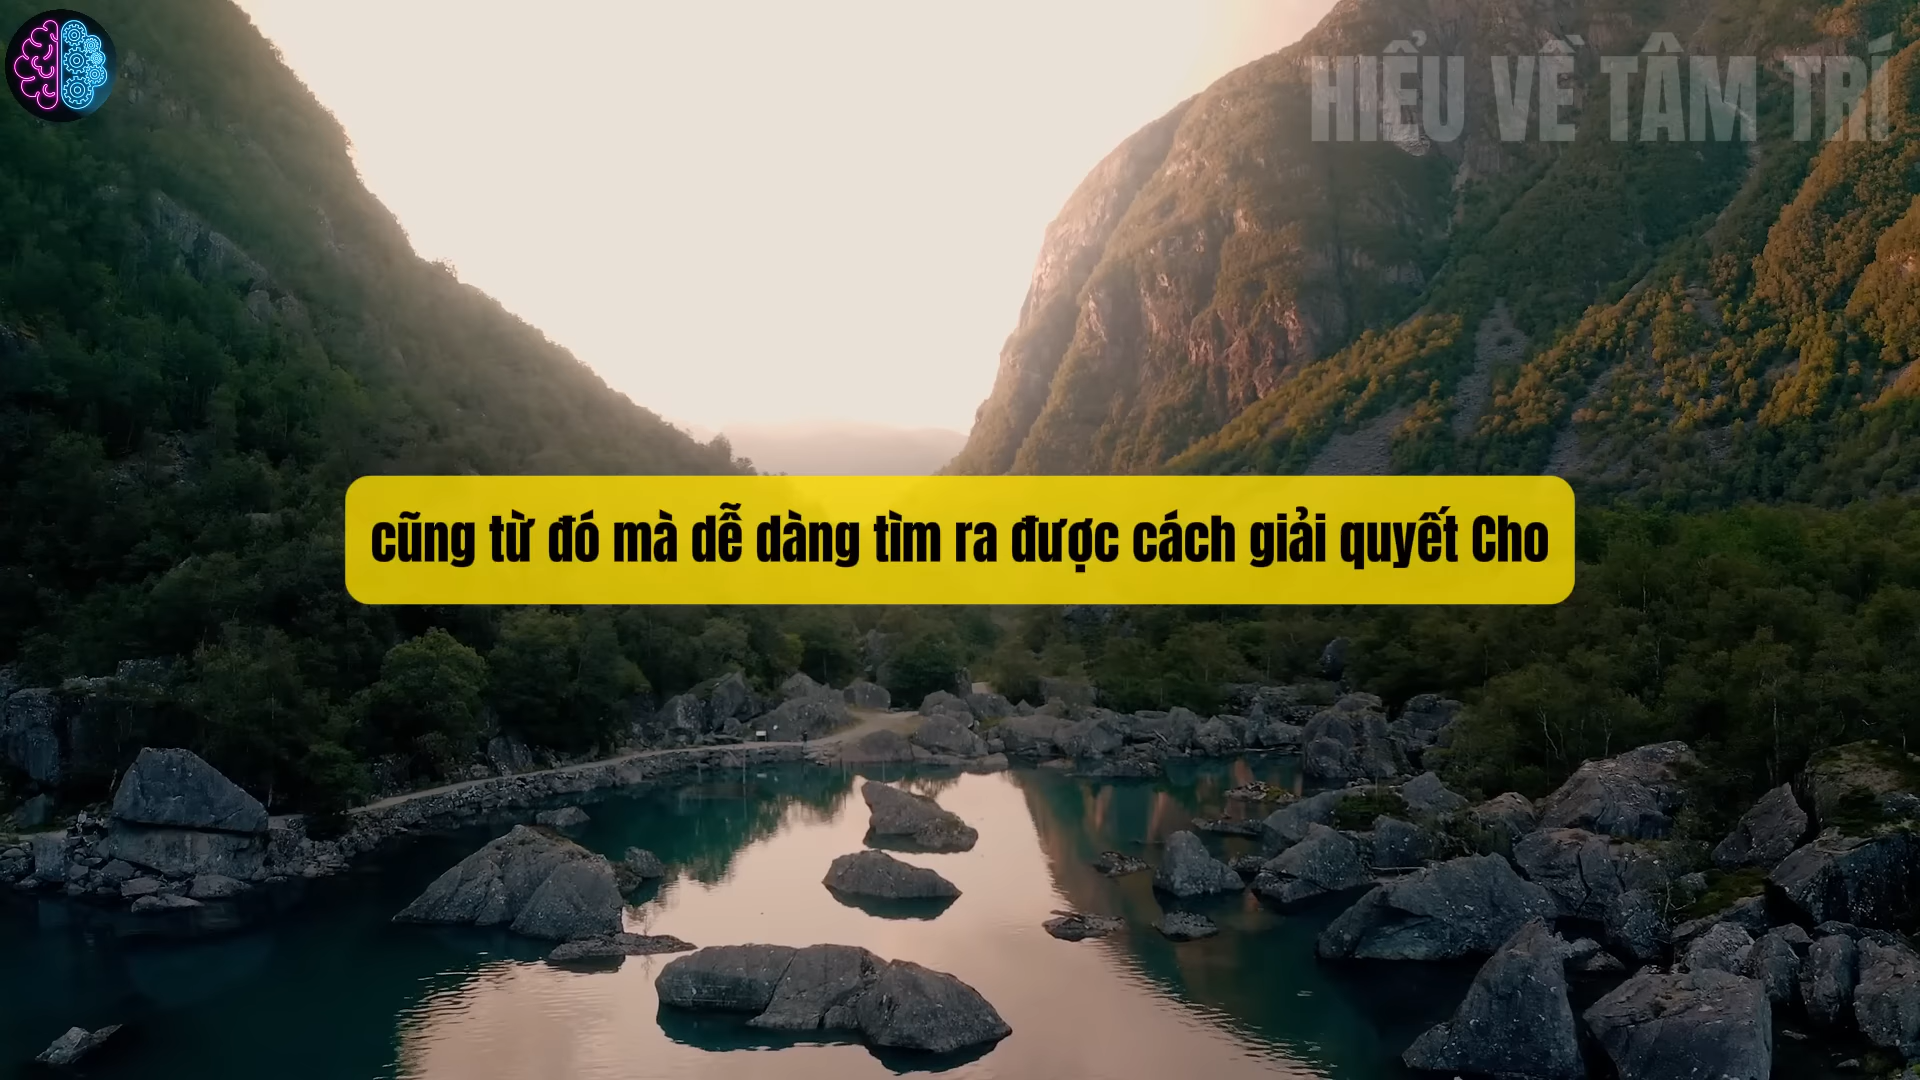 HIỂU VỀ TÂM TRÍ
cũng từ đó mà dễ dàng tìm ra được cách giải quyết Cho